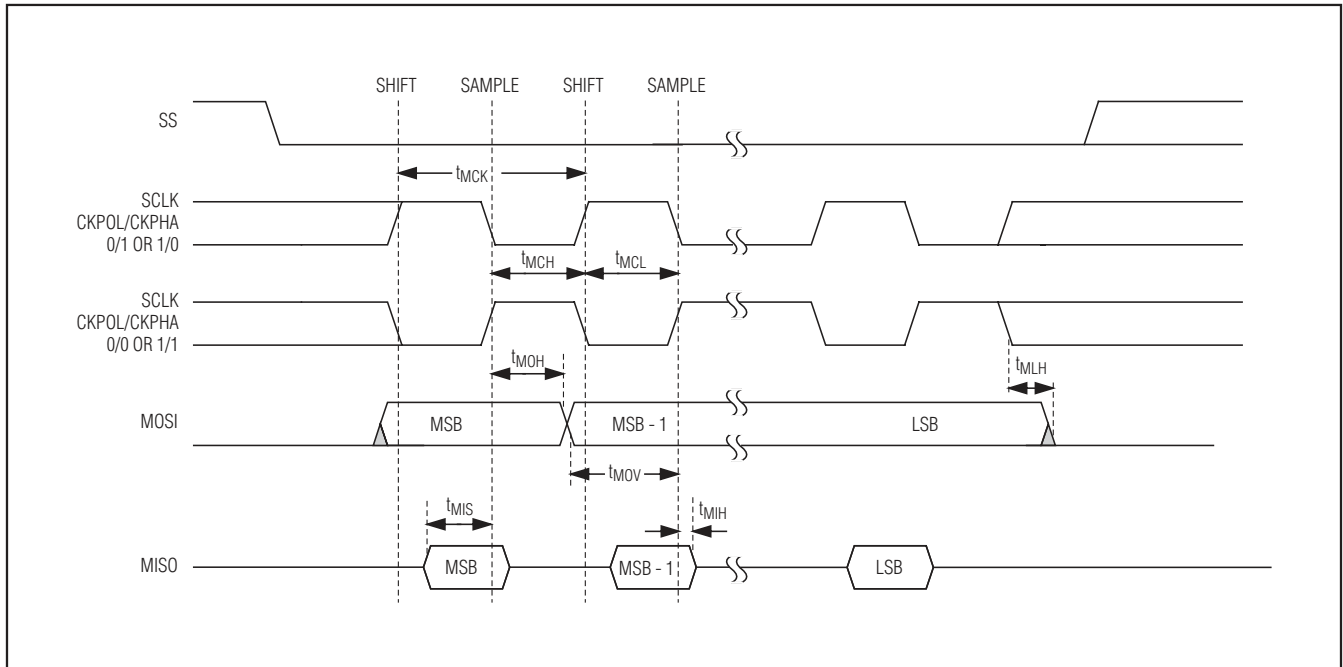 SHIFT SAMPLE SHIFT SAMPLE
SS
tMCK
SCLK
CKPOL/CKPHA
0/1 OR 1/0
tMCH tMCL
SCLK
CKPOL/CKPHA
0/0 OR 1/1
tMOH tMLH
MOSI MSB MSB - 1 LSB
tMOV
tMIS tMIH
MISO MSB MSB - 1 LSB